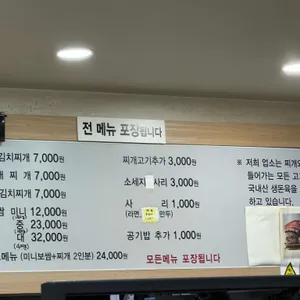 전 메뉴 포장됩니다
김치찌개 7,000원
찌 개 7,000원
김치찌개 7,000원
쌈 미니 12,000원
중 23,000원
대 32,000원
메뉴 (미니보쌈+찌개 2인분) 24,000원
찌개고기추가 3,000원
소세지 사리 3,000원
사 리 1,000원
(라면, 만두)
공기밥 추가 1,000원
모든메뉴 포장됩니다
※ 저희 업소는 찌개와
들어가는 모든 고
국내산 생돈육을
하고 있습니다.